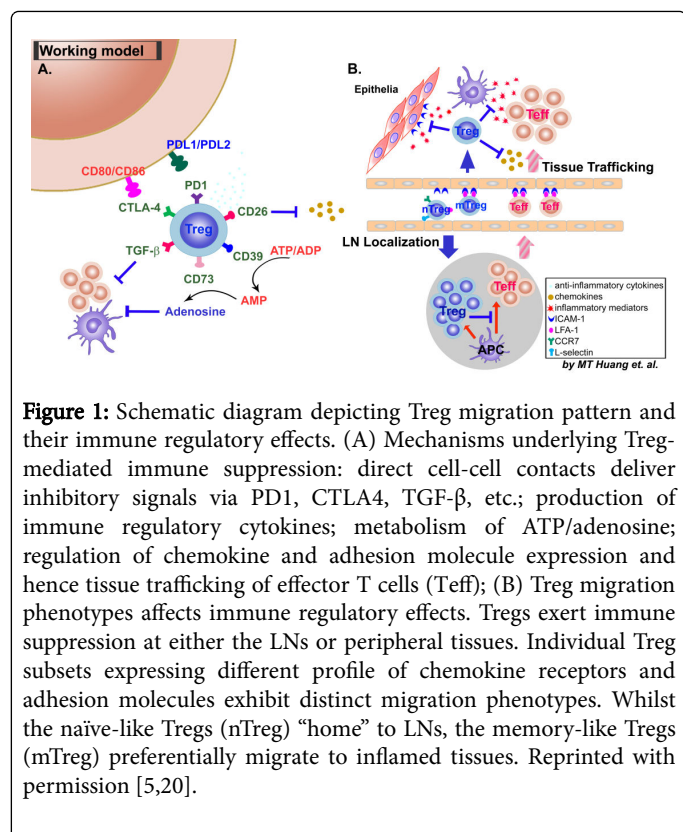 Working model
A.
B.
Epithelia
Treg
Teff
PDL1/PDL2
CD80/CD86
PD1
CTLA-4
CD26
Treg
TGF-β
CD39
CD73
ATP/ADP
AMP
Adenosine
Tissue Trafficking
nTreg
mTreg
Teff
Teff
LN Localization
Teff
Treg
APC
anti-inflammatory cytokines
chemokines
inflammatory mediators
ICAM-1
LFA-1
CCR7
L-selectin
by MT Huang et. al.
Figure 1: Schematic diagram depicting Treg migration pattern and
their immune regulatory effects. (A) Mechanisms underlying Treg-
mediated immune suppression: direct cell-cell contacts deliver
inhibitory signals via PD1, CTLA4, TGF-β, etc.; production of
immune regulatory cytokines; metabolism of ATP/adenosine;
regulation of chemokine and adhesion molecule expression and
hence tissue trafficking of effector T cells (Teff); (B) Treg migration
phenotypes affects immune regulatory effects. Tregs exert immune
suppression at either the LNs or peripheral tissues. Individual Treg
subsets expressing different profile of chemokine receptors and
adhesion molecules exhibit distinct migration phenotypes. Whilst
the naïve-like Tregs (nTreg) “home” to LNs, the memory-like Tregs
(mTreg) preferentially migrate to inflamed tissues. Reprinted with
permission [5,20].